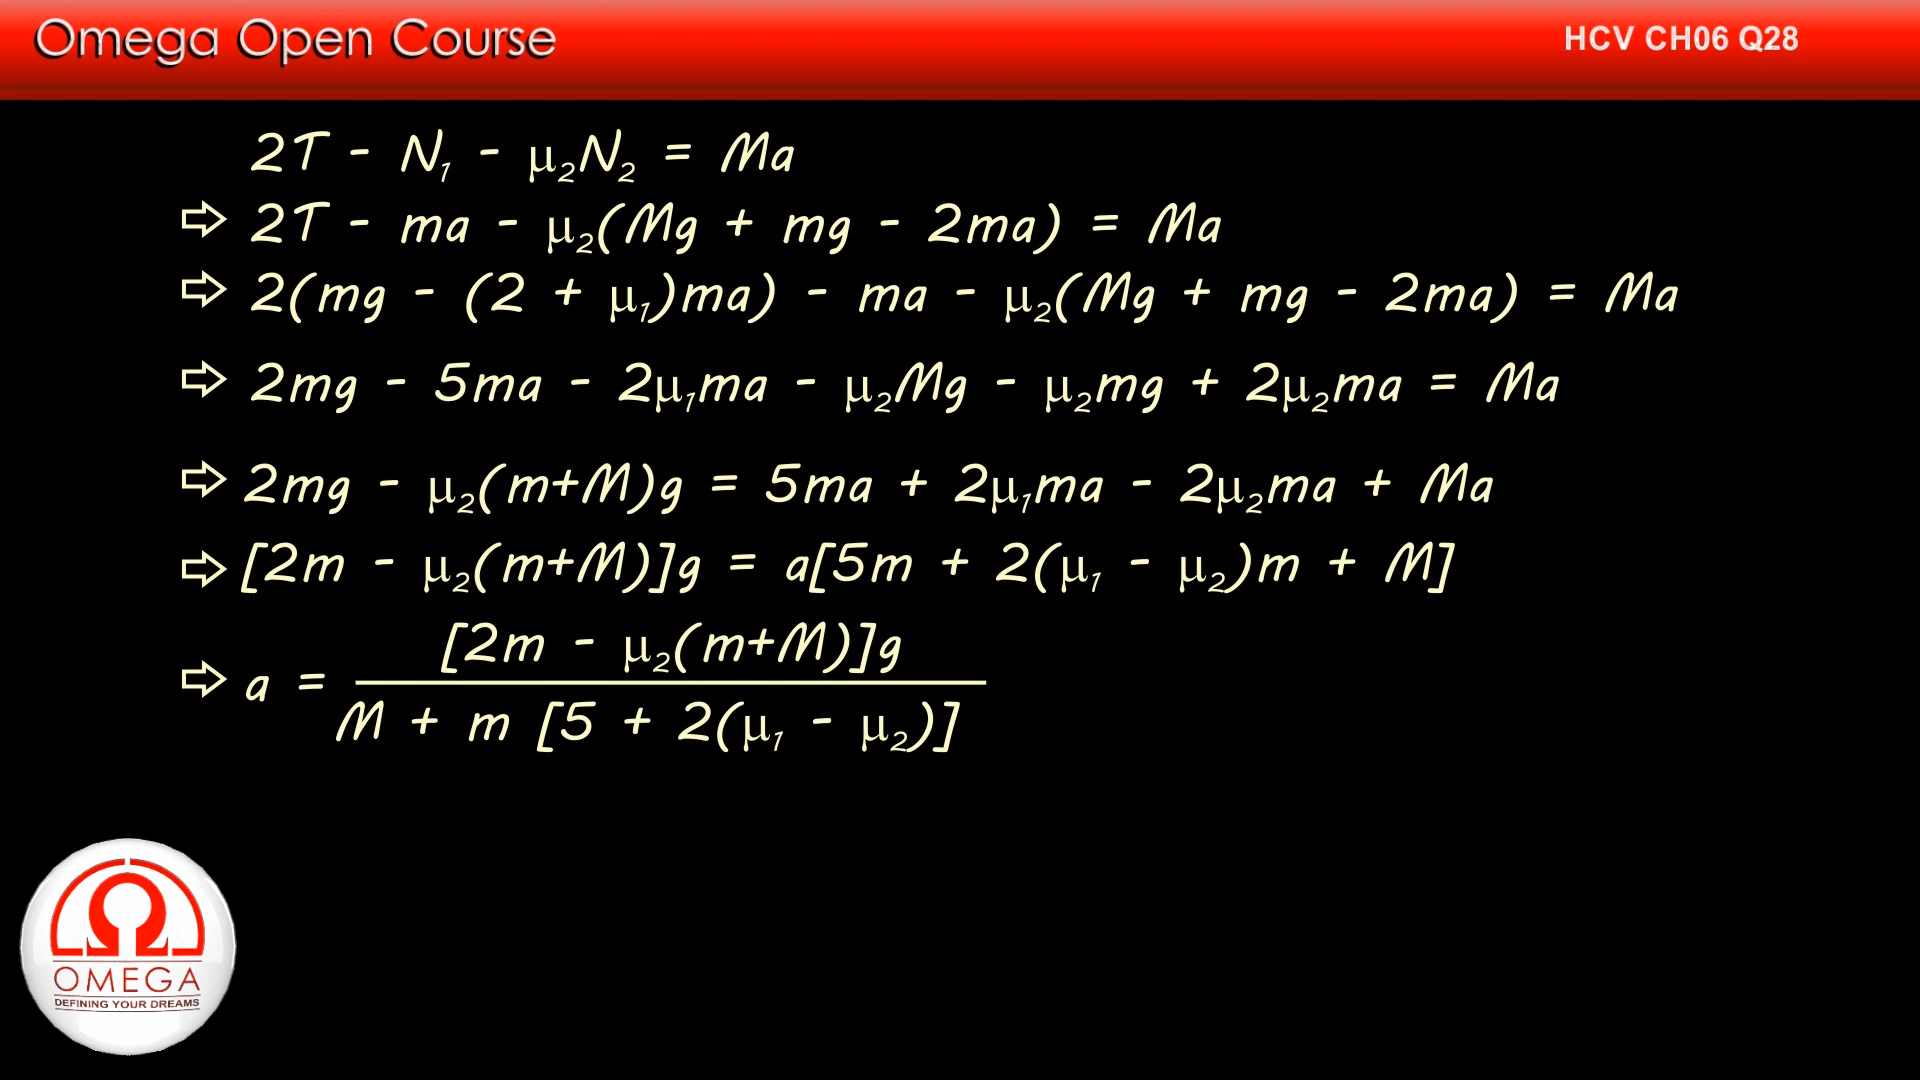 Omega Open Course
HCV CH06 Q28
2T - N₁ - μ₂N₂ = Ma
⇨ 2T - ma - μ₂(Mg + mg - 2ma) = Ma
⇨ 2(mg - (2 + μ₁)ma) - ma - μ₂(Mg + mg - 2ma) = Ma
⇨ 2mg - 5ma - 2μ₁ma - μ₂Mg - μ₂mg + 2μ₂ma = Ma
⇨ 2mg - μ₂(m+M)g = 5ma + 2μ₁ma - 2μ₂ma + Ma
⇨ [2m - μ₂(m+M)]g = a[5m + 2(μ₁ - μ₂)m + M]
[2m - μ₂(m+M)]g
⇨ a =
M + m [5 + 2(μ₁ - μ₂)]
Ω
OMEGA
DEFINING YOUR DREAMS